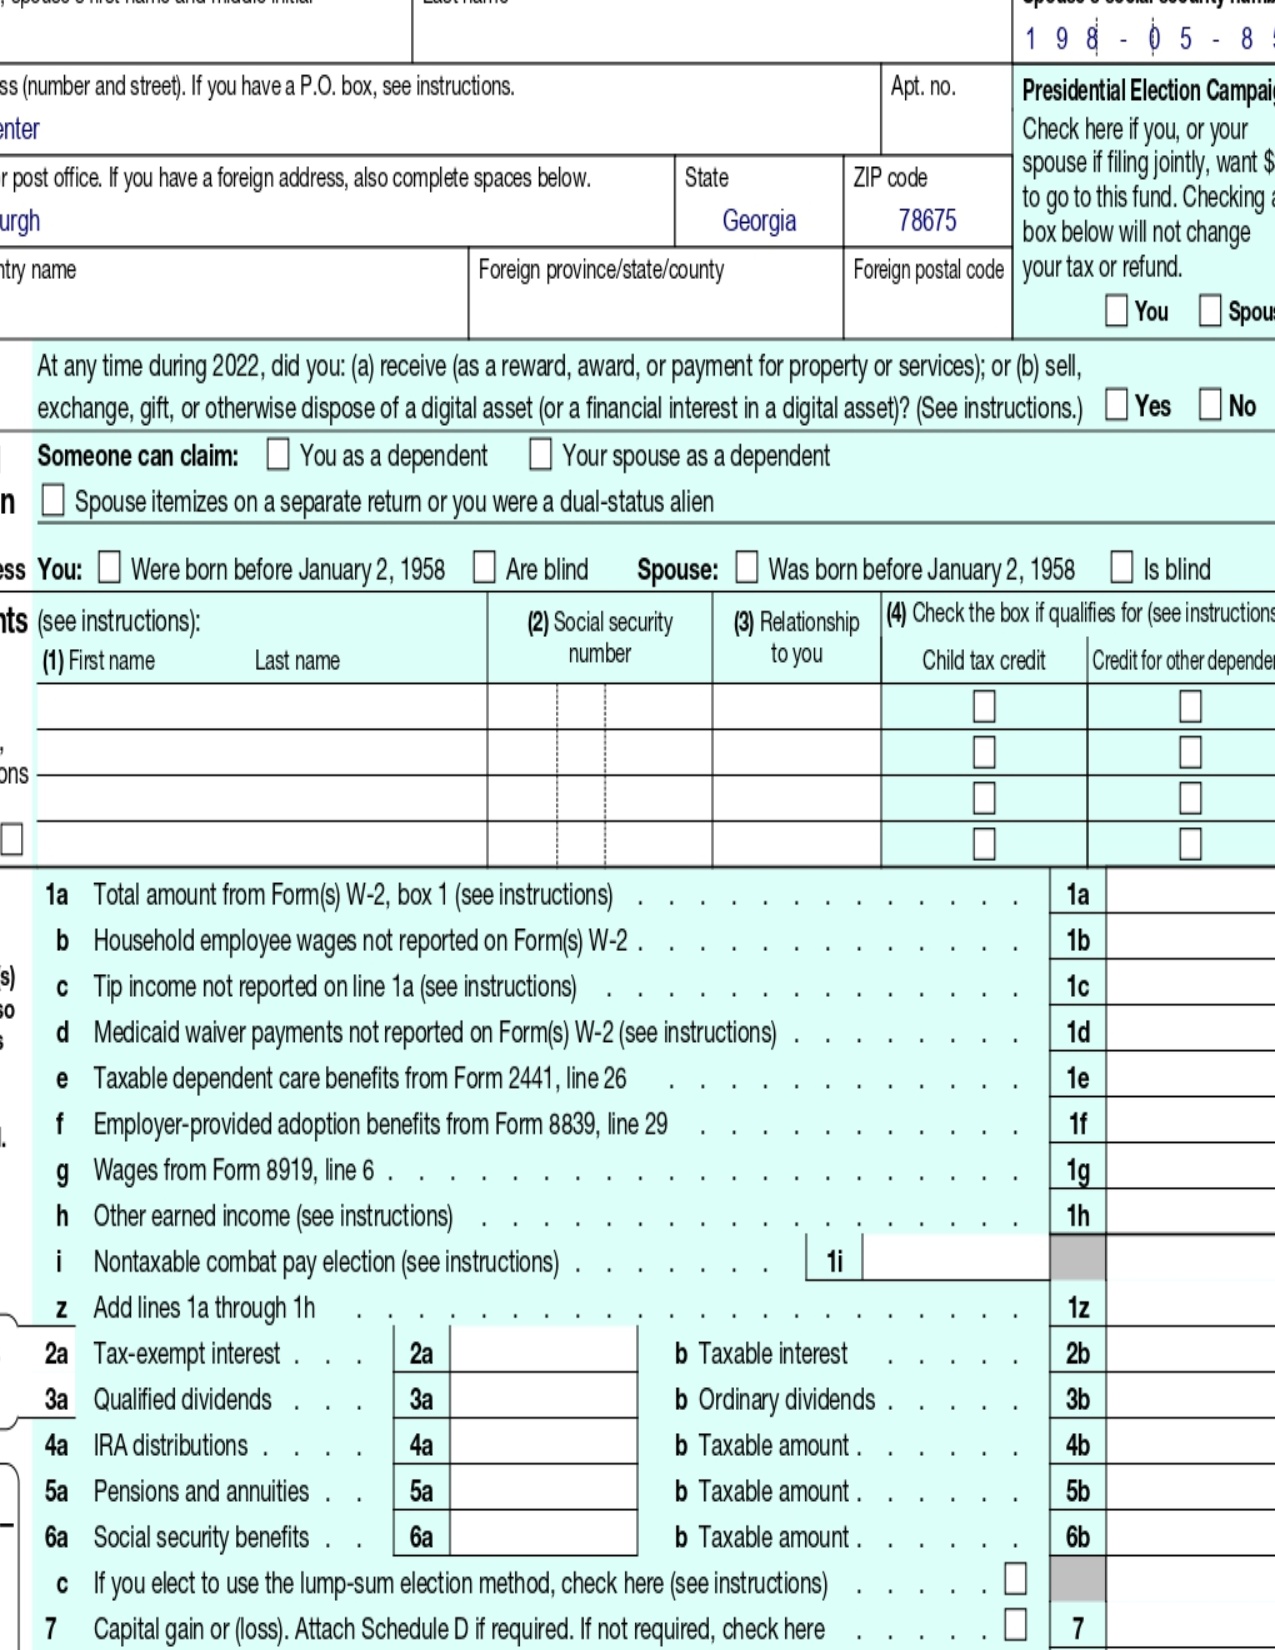 Last name
Spouse's social security num
1 9 8 - 0 5 - 8
ss (number and street). If you have a P.O. box, see instructions.
Apt. no.
enter
r post office. If you have a foreign address, also complete spaces below.
State
ZIP code
urgh
Georgia
78675
ntry name
Foreign province/state/county
Foreign postal code
Presidential Election Campai
Check here if you, or your
spouse if filing jointly, want $
to go to this fund. Checking a
box below will not change
your tax or refund.
You Spous
At any time during 2022, did you: (a) receive (as a reward, award, or payment for property or services); or (b) sell,
exchange, gift, or otherwise dispose of a digital asset (or a financial interest in a digital asset)? (See instructions.) Yes No
Someone can claim: You as a dependent Your spouse as a dependent
n Spouse itemizes on a separate return or you were a dual-status alien
ess You: Were born before January 2, 1958 Are blind Spouse: Was born before January 2, 1958 Is blind
nts (see instructions):
(1) First name Last name
(2) Social security
number
(3) Relationship
to you
(4) Check the box if qualifies for (see instructions
Child tax credit Credit for other depende
ons
1a Total amount from Form(s) W-2, box 1 (see instructions) . . . . . . . . . . . . . 1a
b Household employee wages not reported on Form(s) W-2 . . . . . . . . . . . . . 1b
s)
c Tip income not reported on line 1a (see instructions) . . . . . . . . . . . . . . 1c
so
d Medicaid waiver payments not reported on Form(s) W-2 (see instructions) . . . . . . . . 1d
s
e Taxable dependent care benefits from Form 2441, line 26 . . . . . . . . . . . . 1e
f Employer-provided adoption benefits from Form 8839, line 29 . . . . . . . . . . . 1f
g Wages from Form 8919, line 6 . . . . . . . . . . . . . . . . . . . . . 1g
h Other earned income (see instructions) . . . . . . . . . . . . . . . . . . 1h
i Nontaxable combat pay election (see instructions) . . . . . . . 1i
z Add lines 1a through 1h . . . . . . . . . . . . . . . . . . . . . . 1z
2a Tax-exempt interest . . . 2a b Taxable interest . . . . . 2b
3a Qualified dividends . . . 3a b Ordinary dividends . . . . . 3b
4a IRA distributions . . . . 4a b Taxable amount . . . . . . 4b
5a Pensions and annuities . . 5a b Taxable amount . . . . . . 5b
6a Social security benefits . . 6a b Taxable amount . . . . . . 6b
c If you elect to use the lump-sum election method, check here (see instructions) . . . . .
7 Capital gain or (loss). Attach Schedule D if required. If not required, check here . . . . . 7